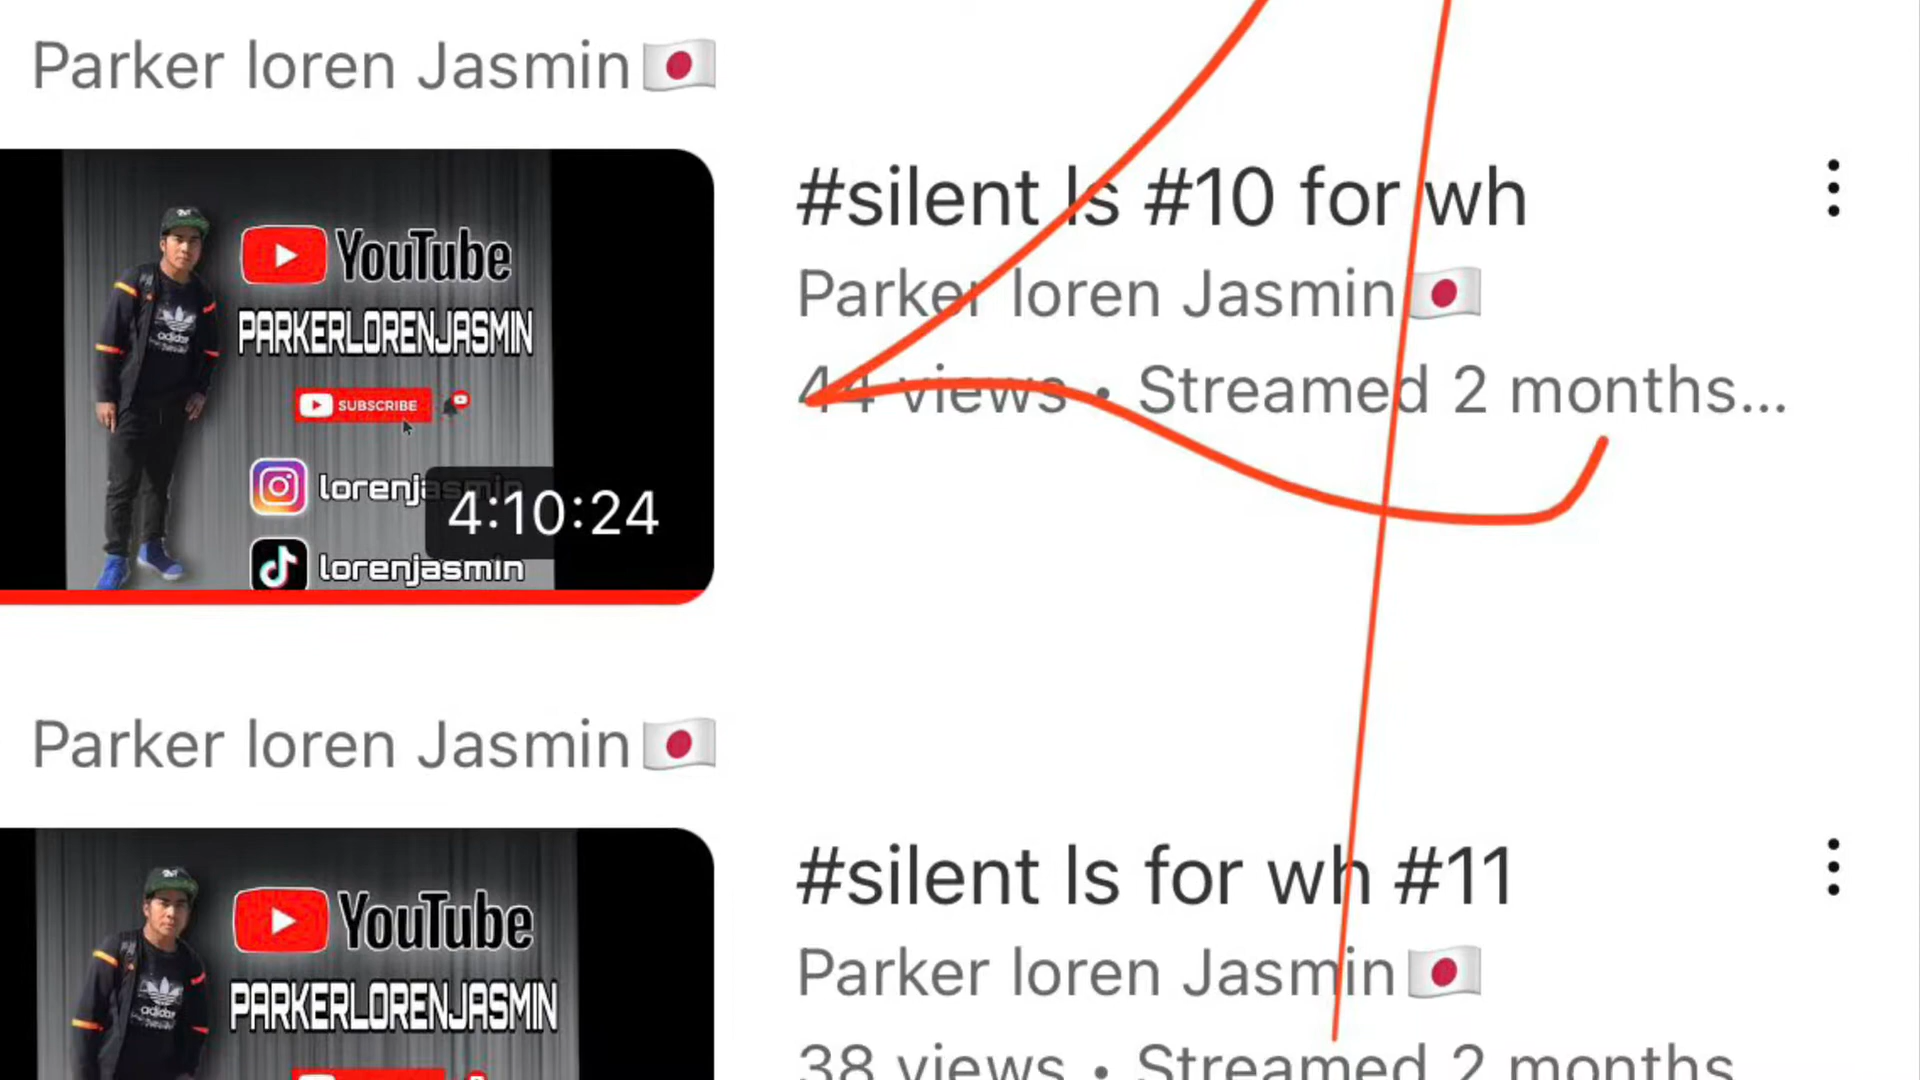 Parker loren Jasmin🇯🇵
YouTube
PARKERLORENJASMIN
adidas
SUBSCRIBE
lorenjasmin
4:10:24
lorenjasmin
#silent ls #10 for wh
Parker loren Jasmin🇯🇵
44 views • Streamed 2 months...
Parker loren Jasmin🇯🇵
YouTube
PARKERLORENJASMIN
adidas
#silent ls for wh #11
Parker loren Jasmin🇯🇵
38 views • Streamed 2 months